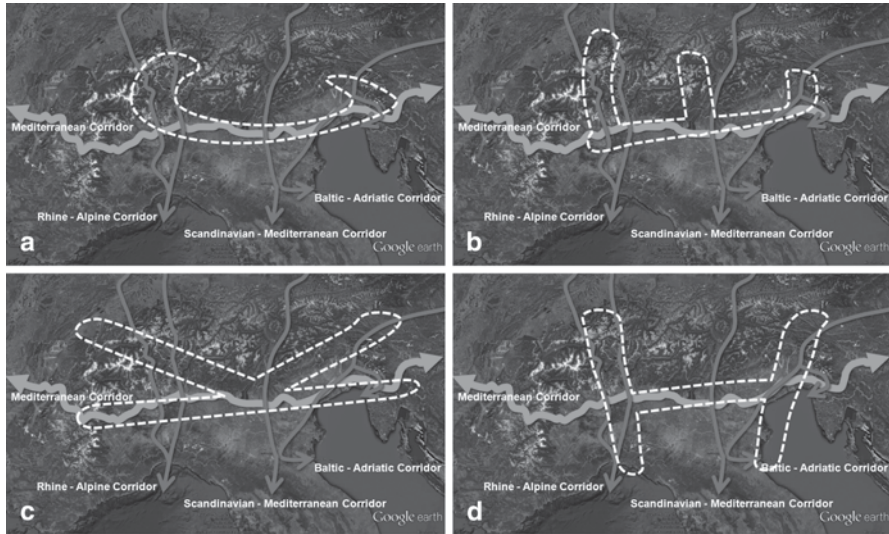 Mediterranean Corridor
Baltic - Adriatic Corridor
Rhine - Alpine Corridor
Scandinavian - Mediterranean Corridor
a
Google earth
Mediterranean Corridor
Baltic - Adriatic Corridor
Rhine - Alpine Corridor
Scandinavian - Mediterranean Corridor
b
Google earth
Mediterranean Corridor
Baltic - Adriatic Corridor
Rhine - Alpine Corridor
Scandinavian - Mediterranean Corridor
c
Google earth
Mediterranean Corridor
Baltic - Adriatic Corridor
Rhine - Alpine Corridor
Scandinavian - Mediterranean Corridor
d
Google earth